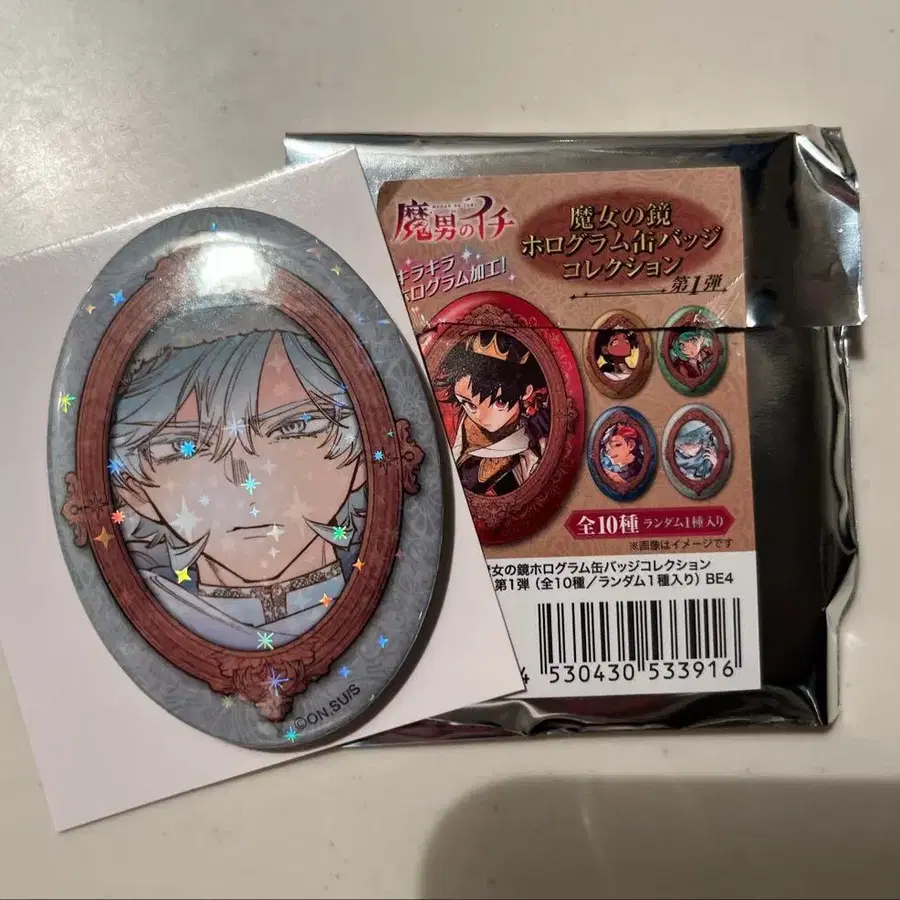 魔男のイチ
魔女の鏡
ホログラム缶バッジ
コレクション
第1弾
キラキラ
ホログラム加工!
全10種 ランダム1種入り
※画像はイメージです
魔女の鏡ホログラム缶バッジコレクション
第1弾(全10種/ランダム1種入り) BE4
4 530430 533916
©ON,SU/S